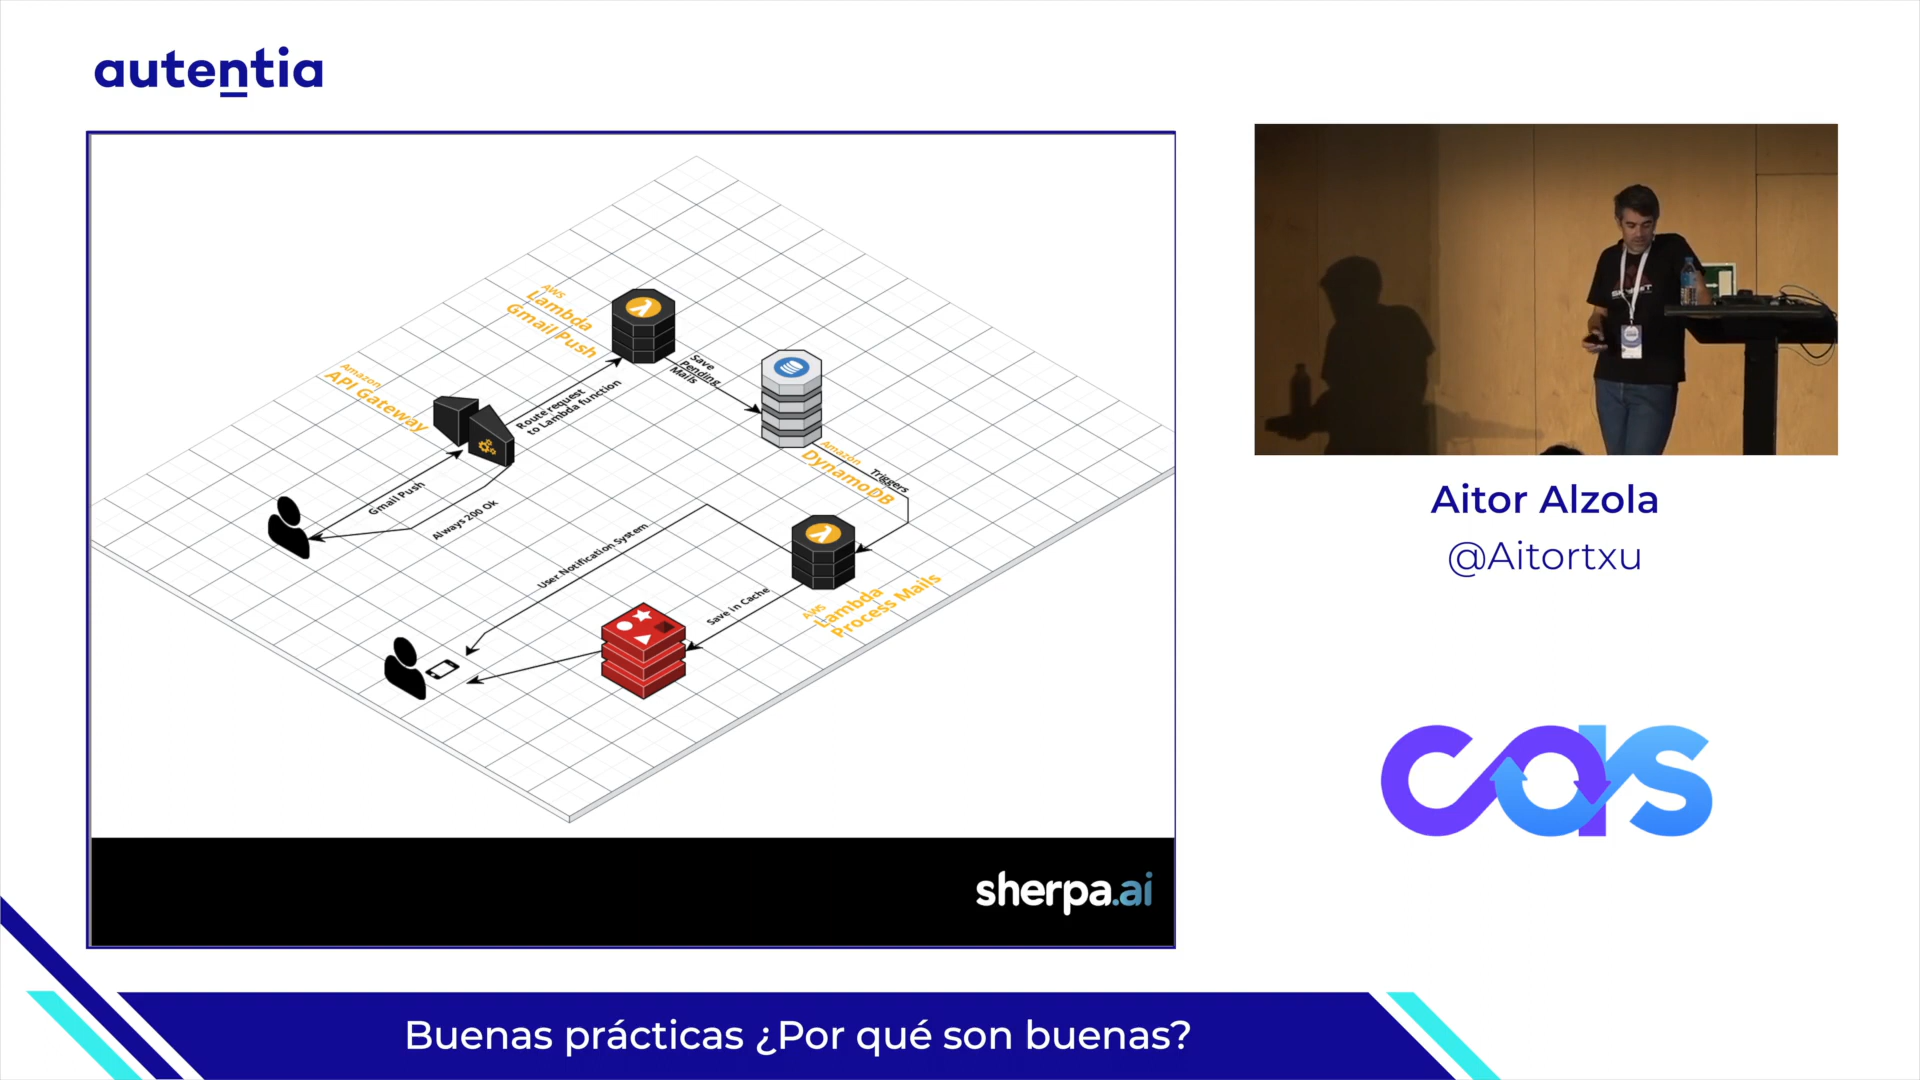 autentia
AWS
Lambda
Gmail Push
Save
Pending
Mails
Amazon
API Gateway
Route request
to Lambda function
Amazon
DynamoDB
Triggers
Gmail Push
Always 200 Ok
User Notification System
Save in Cache
AWS
Lambda
Process Mails
sherpa.ai
Aitor Alzola
@Aitortxu
cas
Buenas prácticas ¿Por qué son buenas?